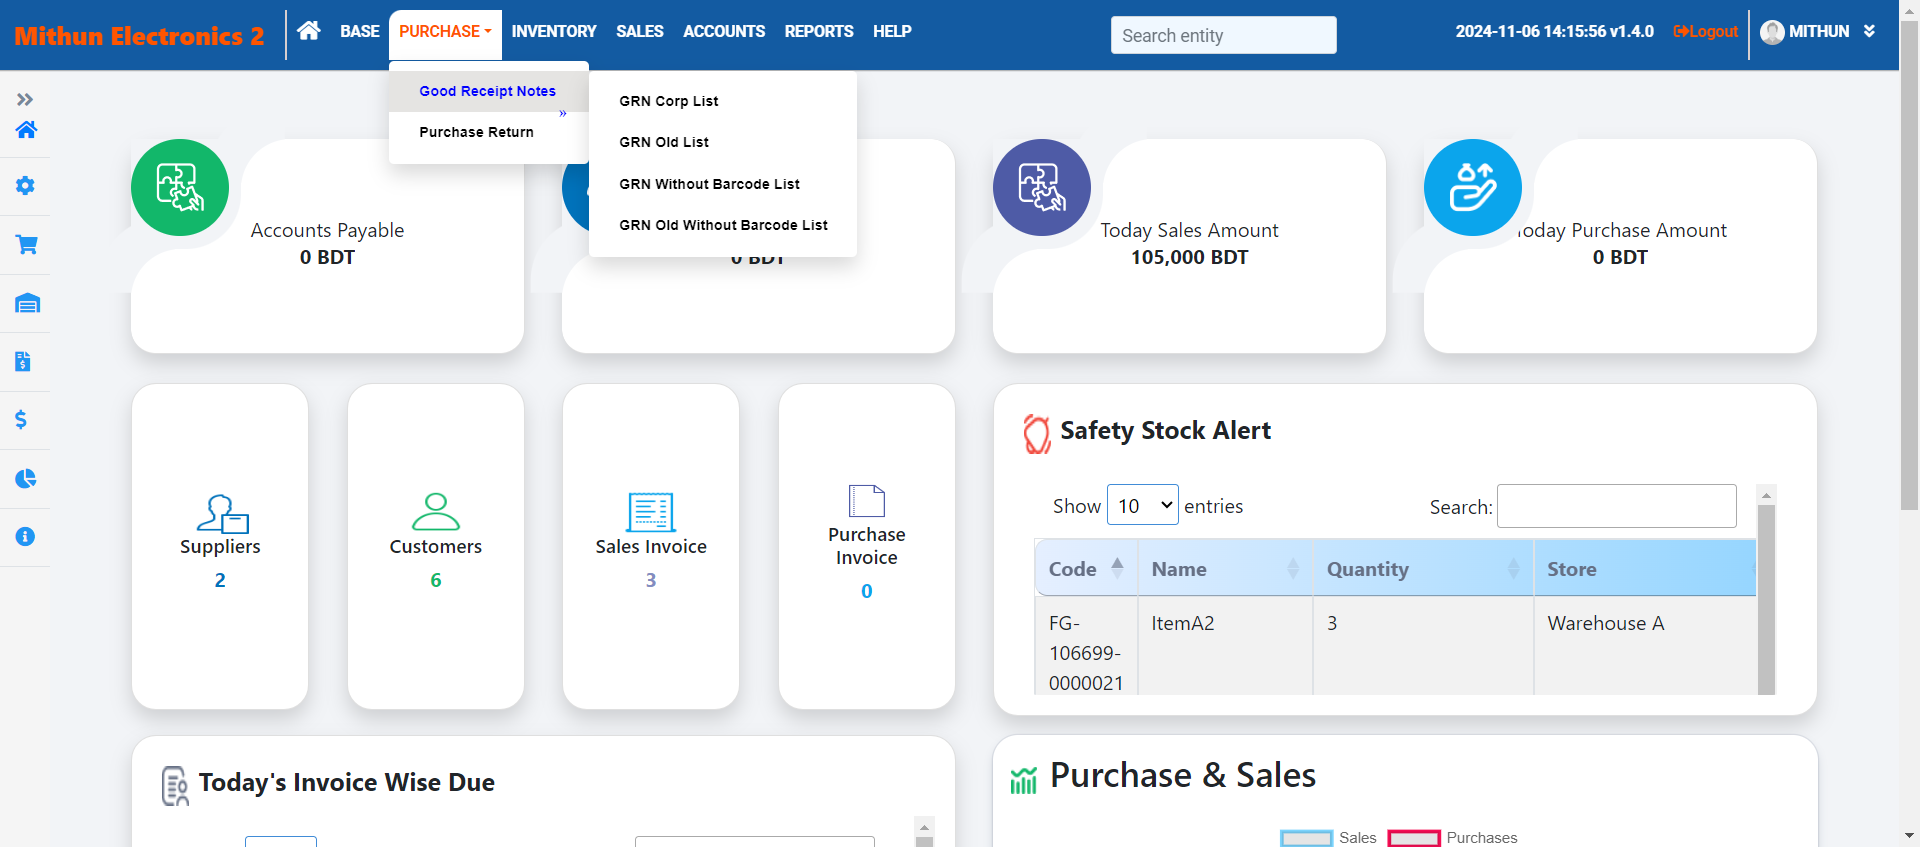 Mithun Electronics 2
BASE
PURCHASE
INVENTORY
SALES
ACCOUNTS
REPORTS
HELP
Search entity
2024-11-06 14:15:56 v1.4.0
Logout
MITHUN
Good Receipt Notes
»
Purchase Return
GRN Corp List
GRN Old List
GRN Without Barcode List
GRN Old Without Barcode List
Accounts Payable
0 BDT
0 BDT
Today Sales Amount
105,000 BDT
Today Purchase Amount
0 BDT
Suppliers
2
Customers
6
Sales Invoice
3
Purchase
Invoice
0
Safety Stock Alert
Show 10 entries
Search:
Code Name Quantity Store
FG-
106699-
0000021
ItemA2
3
Warehouse A
Today's Invoice Wise Due
Purchase & Sales
Sales
Purchases